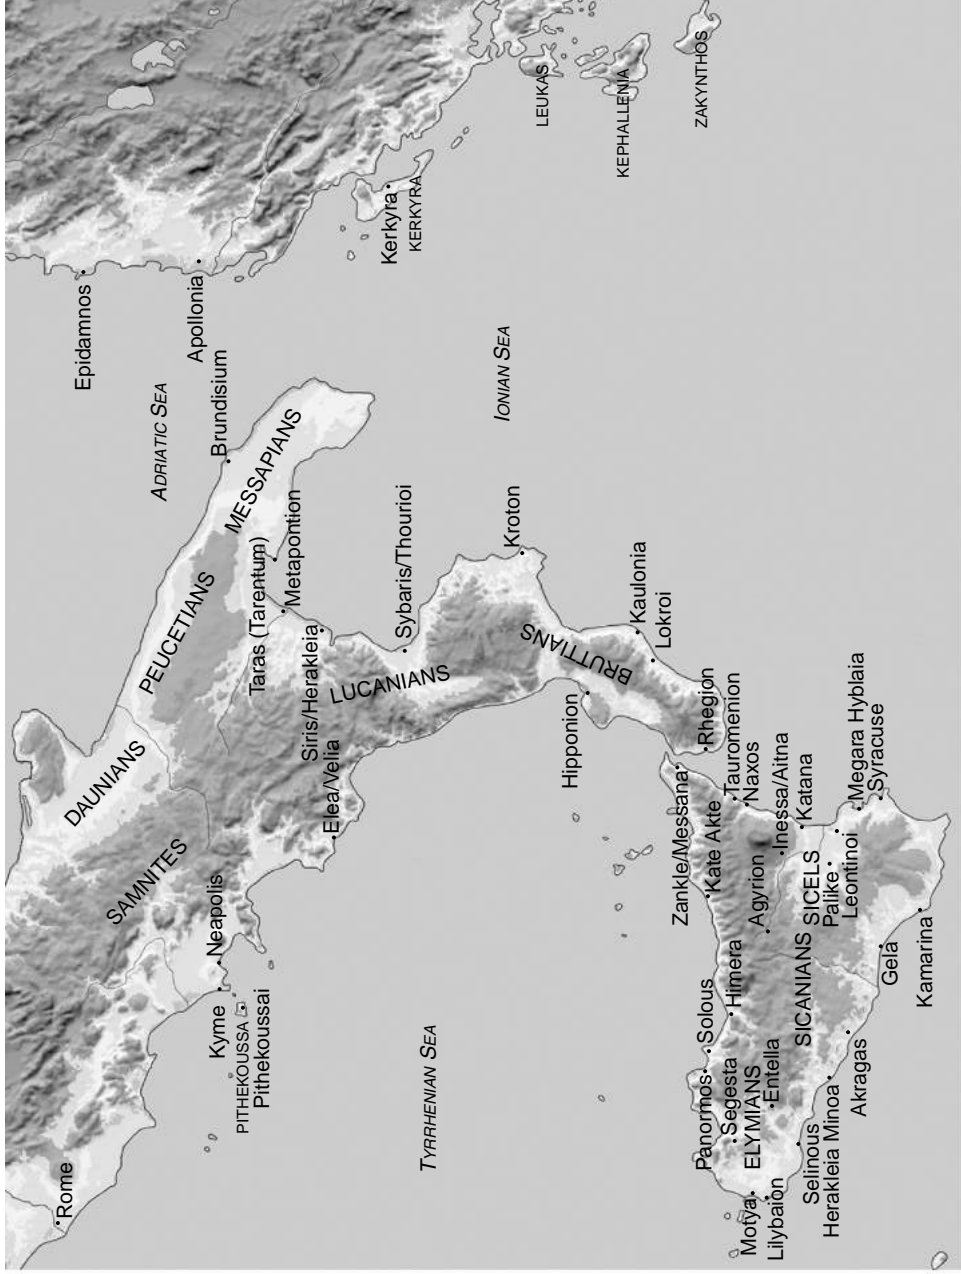 Rome
Kyme
PITHEKOUSSA
Pithekoussai
Neapolis
SAMNITES
DAUNIANS
PEUCETIANS
MESSAPIANS
ADRIATIC SEA
Brundisium
Epidamnos
Apollonia
Kerkyra
KERKYRA
LEUKAS
KEPHALLENIA
ZAKYNTHOS
IONIAN SEA
Taras (Tarentum)
Metapontion
Siris/Herakleia
Elea/Velia
LUCANIANS
Sybaris/Thourioi
Kroton
BRUTTIANS
Kaulonia
Lokroi
Hipponion
Rhegion
TYRRHENIAN SEA
Zankle/Messana
Kate Akte
Tauromenion
Naxos
Inessa/Aitna
Katana
Agyrion
SICELS
Palike
Leontinoi
Megara Hyblaia
Syracuse
Himera
Solous
Panormos
Segesta
ELYMIANS
Entella
SICANIANS
Motya
Lilybaion
Selinous
Herakleia Minoa
Akragas
Gela
Kamarina